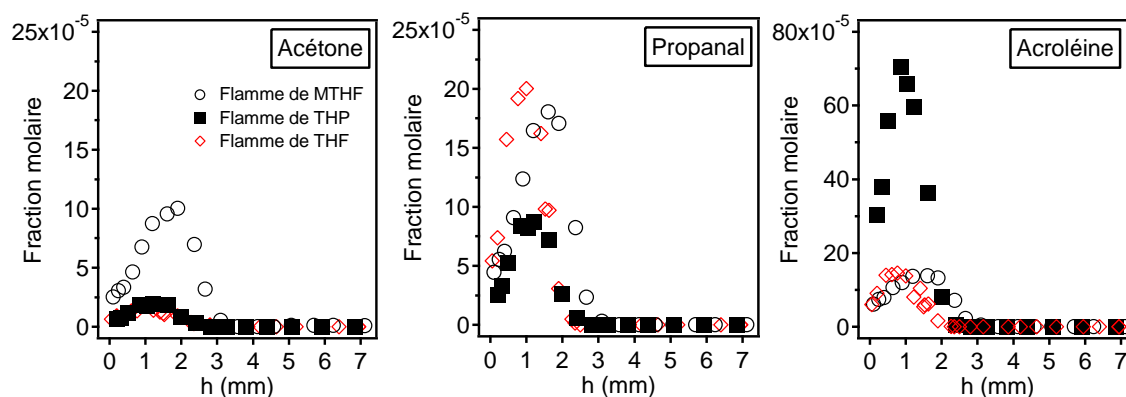 25x10-5
20
15
10
5
0
Fraction molaire
Acétone
Flamme de MTHF
Flamme de THP
Flamme de THF
0 1 2 3 4 5 6 7
h (mm)
25x10-5
20
15
10
5
0
Fraction molaire
Propanal
0 1 2 3 4 5 6 7
h (mm)
80x10-5
60
40
20
0
Fraction molaire
Acroléine
0 1 2 3 4 5 6 7
h (mm)